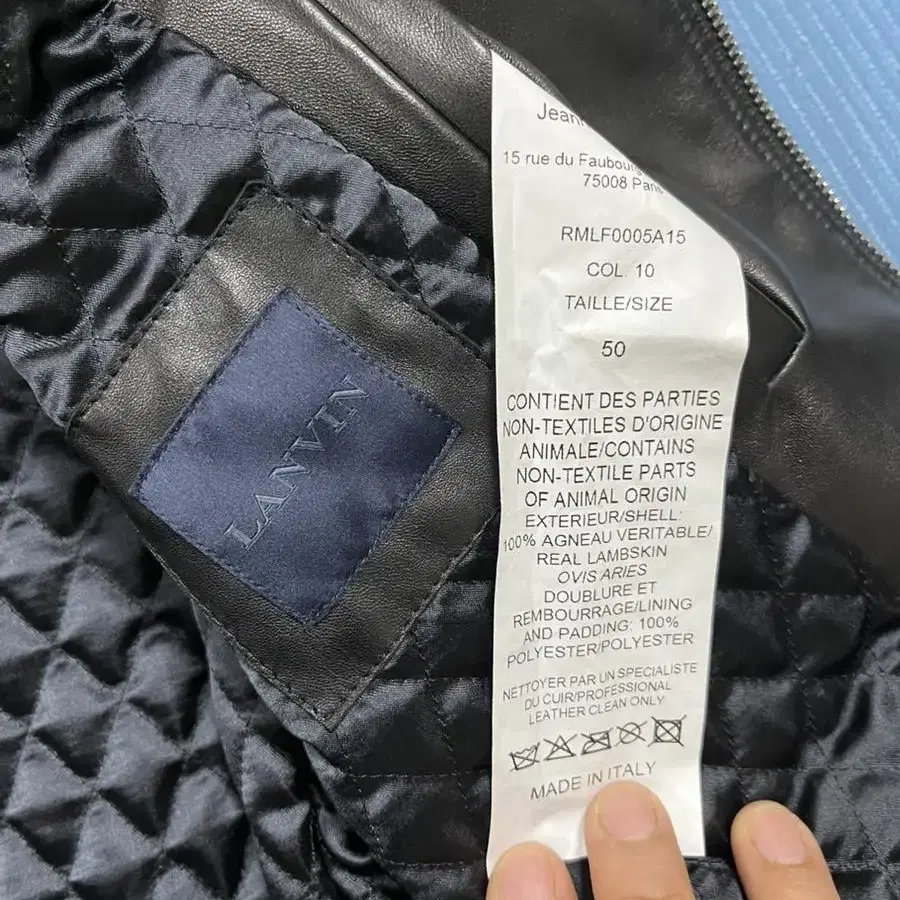 LANVIN
15 rue du Faubourg
75008 Paris
RMLF0005A15
COL. 10
TAILLE/SIZE
50
CONTIENT DES PARTIES
NON-TEXTILES D'ORIGINE
ANIMALE/CONTAINS
NON-TEXTILE PARTS
OF ANIMAL ORIGIN
EXTERIEUR/SHELL:
100% AGNEAU VERITABLE/
REAL LAMBSKIN
OVIS ARIES
DOUBLURE ET
REMBOURRAGE/LINING
AND PADDING: 100%
POLYESTER/POLYESTER
NETTOYER PAR UN SPECIALISTE
DU CUIR/PROFESSIONAL
LEATHER CLEAN ONLY
MADE IN ITALY